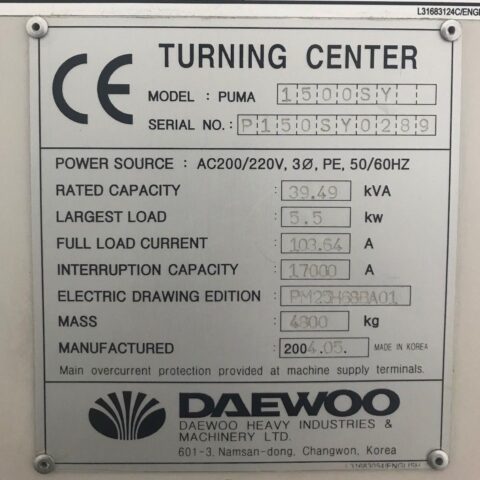 L31683124C/ENGL
CE
TURNING CENTER
MODEL : PUMA 1500SY
SERIAL NO. : P150SY0289
POWER SOURCE : AC200/220V, 3Ø, PE, 50/60HZ
RATED CAPACITY : 39.49 kVA
LARGEST LOAD : 5.5 kw
FULL LOAD CURRENT : 103.64 A
INTERRUPTION CAPACITY : 17000 A
ELECTRIC DRAWING EDITION : PM25H68BA01
MASS : 4800 kg
MANUFACTURED : 2004.05. MADE IN KOREA
Main overcurrent protection provided at machine supply terminals.
DAEWOO
DAEWOO HEAVY INDUSTRIES &
MACHINERY LTD.
601-3, Namsan-dong, Changwon, Korea